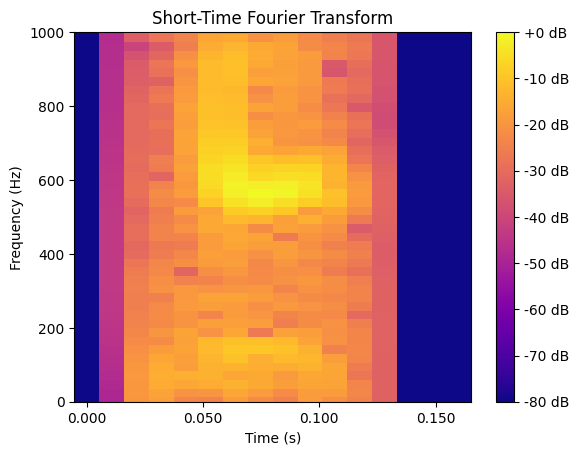 Short-Time Fourier Transform
1000
800
600
400
200
0
Frequency (Hz)
0.000
0.050
0.100
0.150
Time (s)
+0 dB
-10 dB
-20 dB
-30 dB
-40 dB
-50 dB
-60 dB
-70 dB
-80 dB